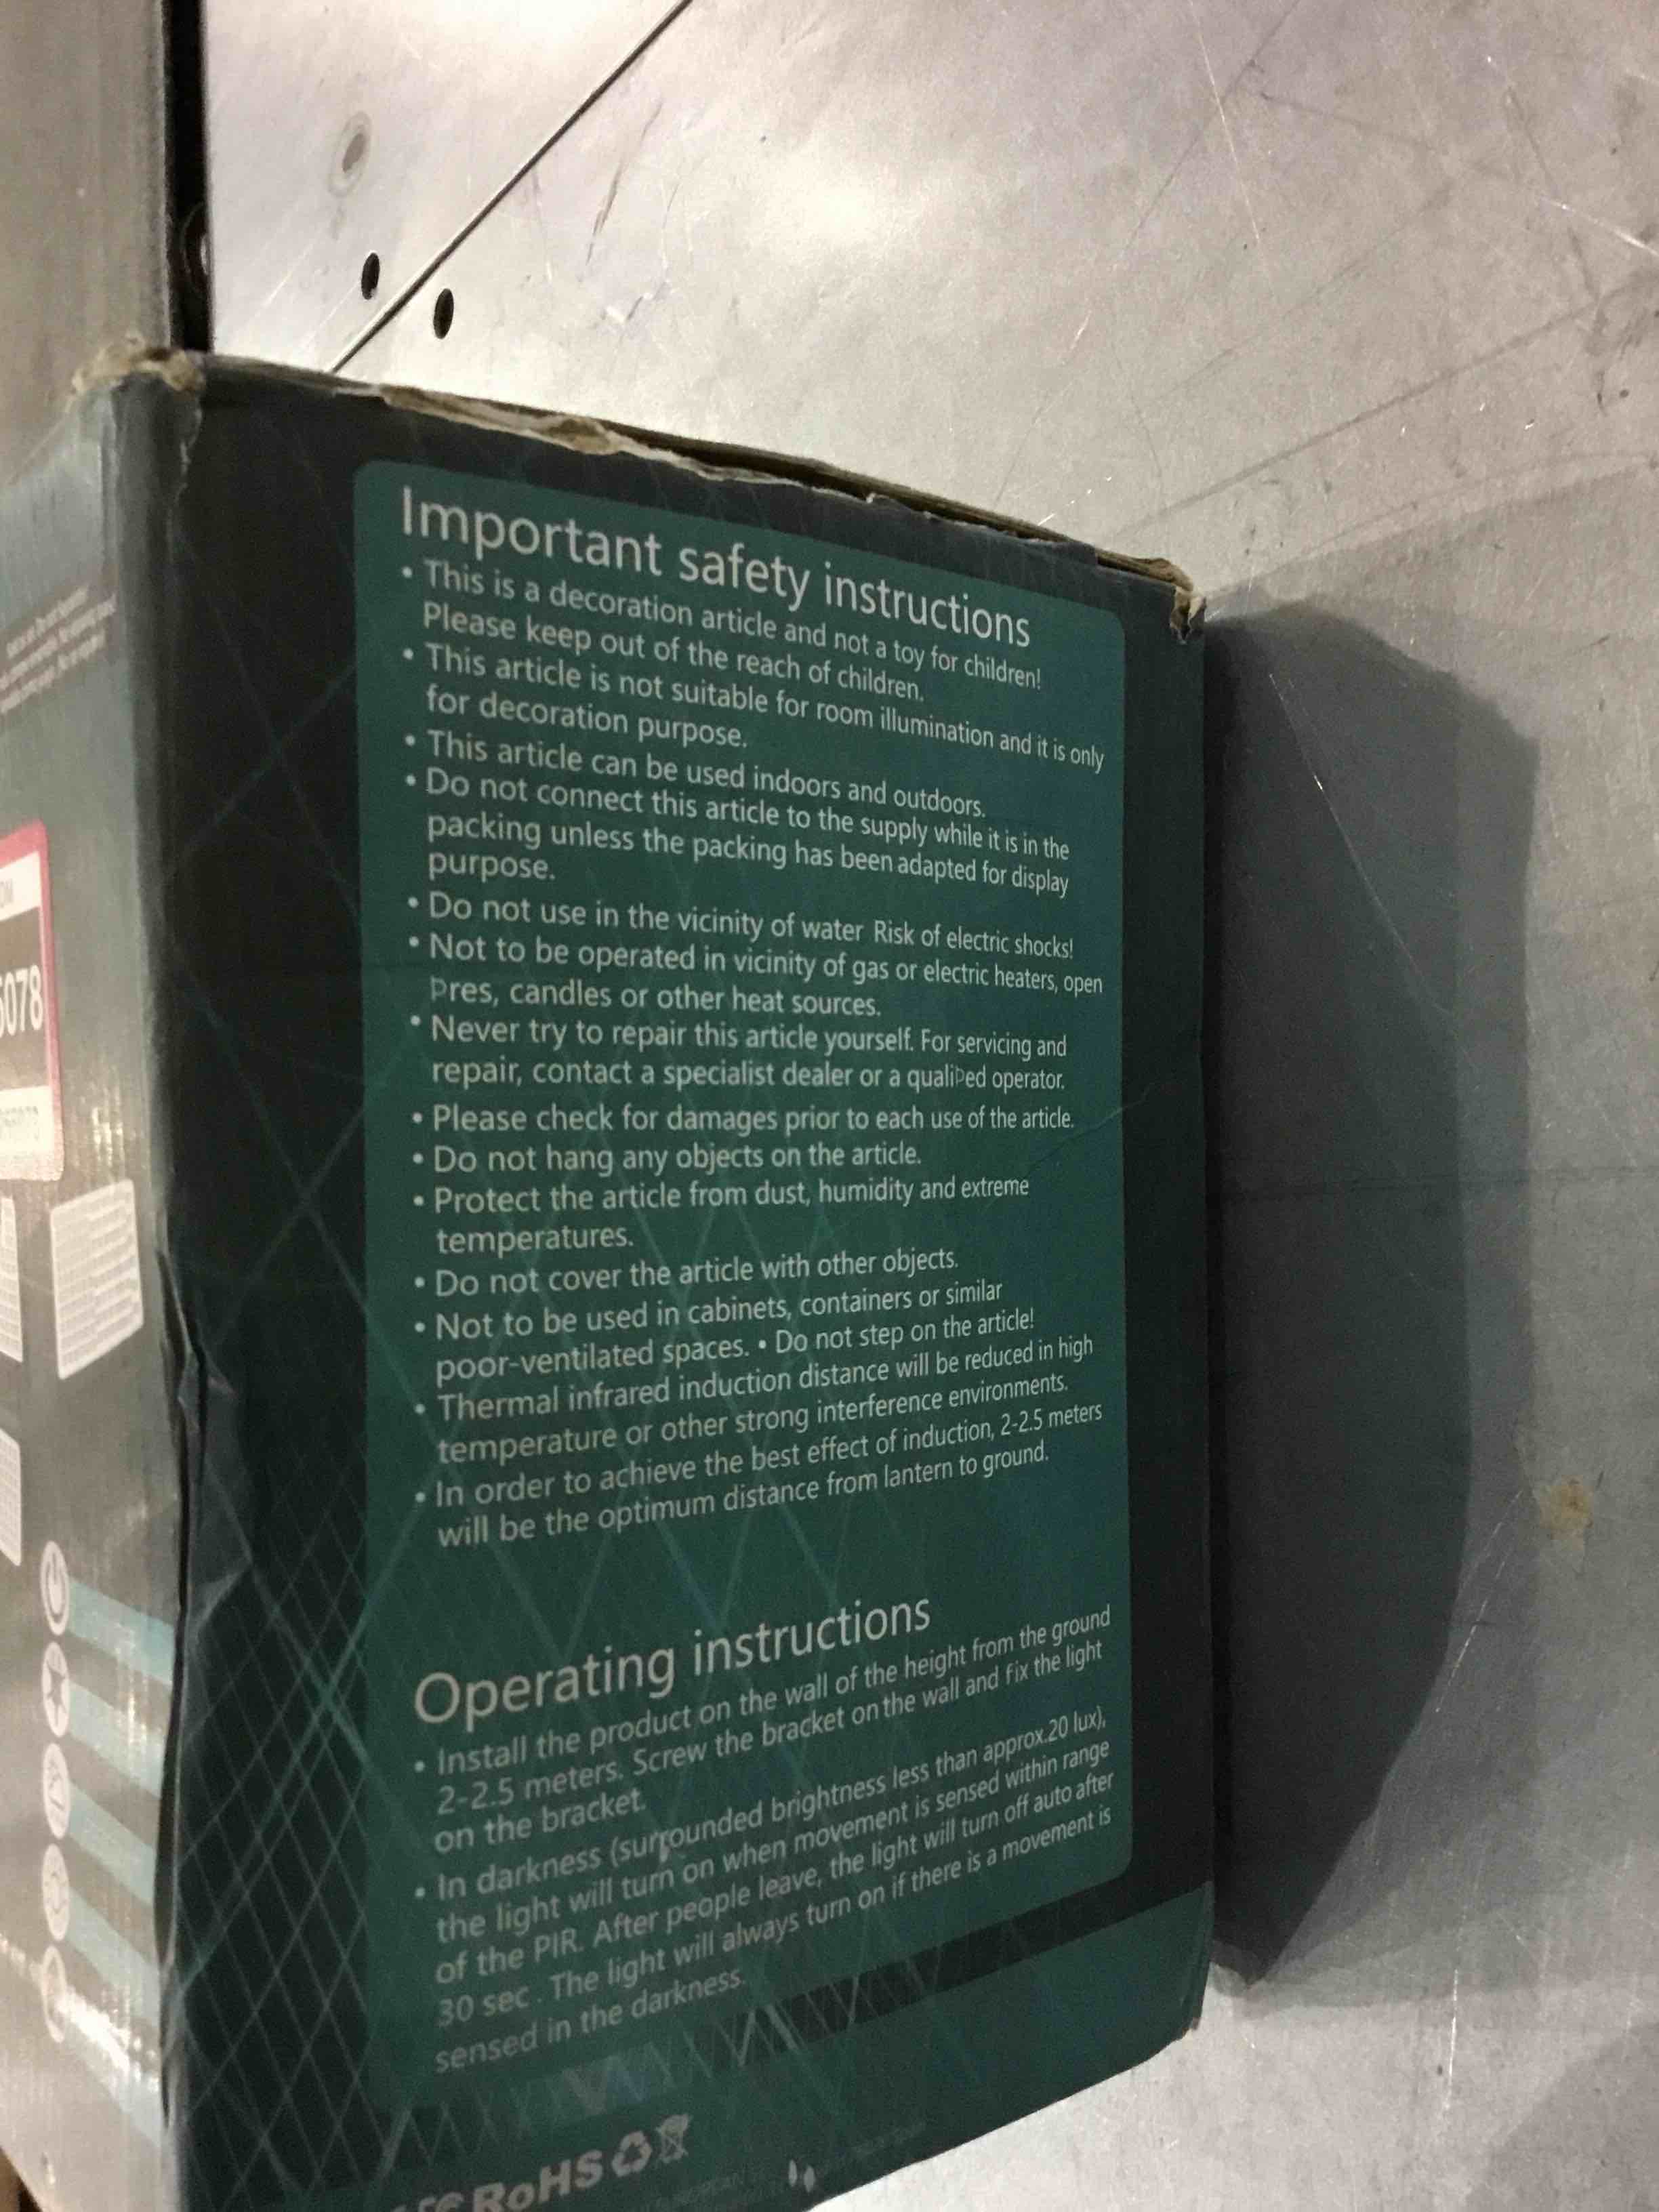 Important safety instructions
• This is a decoration article and not a toy for children!
Please keep out of the reach of children.
• This article is not suitable for room illumination and it is only
for decoration purpose.
• This article can be used indoors and outdoors.
• Do not connect this article to the supply while it is in the
packing unless the packing has been adapted for display
purpose.
• Do not use in the vicinity of water Risk of electric shocks!
• Not to be operated in vicinity of gas or electric heaters, open
Þres, candles or other heat sources.
• Never try to repair this article yourself. For servicing and
repair, contact a specialist dealer or a qualiÞed operator.
• Please check for damages prior to each use of the article.
• Do not hang any objects on the article.
• Protect the article from dust, humidity and extreme
temperatures.
• Do not cover the article with other objects.
• Not to be used in cabinets, containers or similar
poor-ventilated spaces. • Do not step on the article!
• Thermal infrared induction distance will be reduced in high
temperature or other strong interference environments.
• In order to achieve the best effect of induction, 2-2.5 meters
will be the optimum distance from lantern to ground.
Operating instructions
• Install the product on the wall of the height from the ground
2-2.5 meters. Screw the bracket on the wall and fix the light
on the bracket.
• In darkness (surrounded brightness less than approx.20 lux),
the light will turn on when movement is sensed within range
of the PIR. After people leave, the light will turn off auto after
30 sec . The light will always turn on if there is a movement is
sensed in the darkness.
RoHS
5078